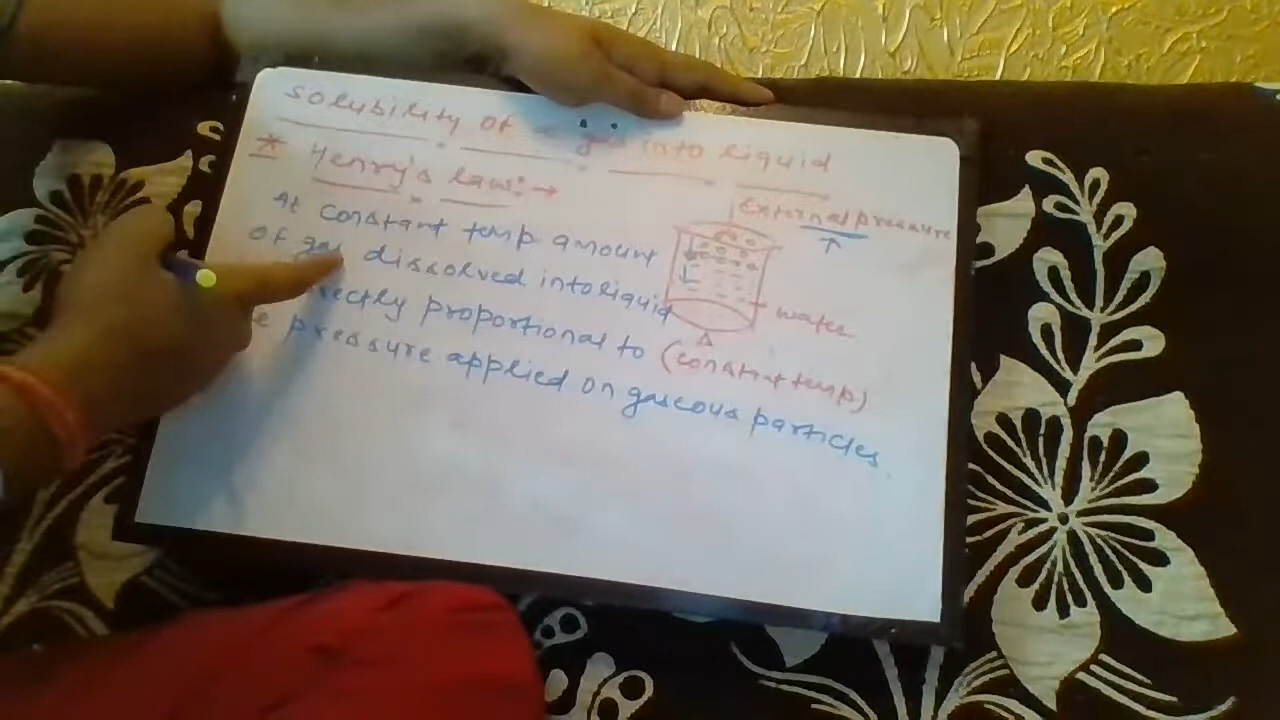 solubility of gas into liquid
* Henry's law:→
At constant temp amount
of gas dissolved into liquid
rectly proportional to
e pressure applied on gaseous particles.
External pressure
↑
water
Δ
(constant temp)